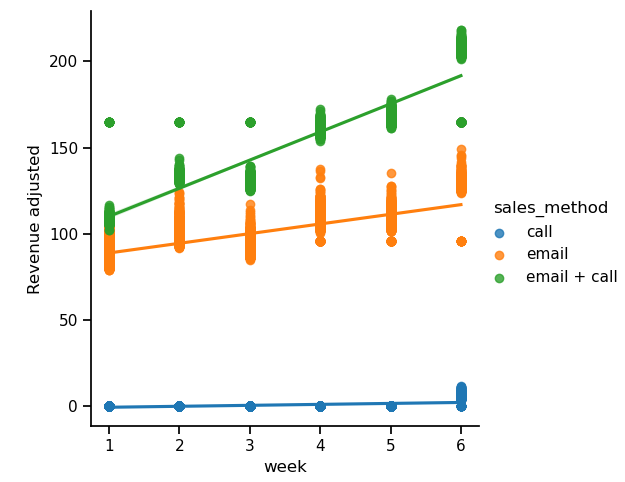 200
150
100
50
0
Revenue adjusted
1 2 3 4 5 6
week
sales_method
call
email
email + call